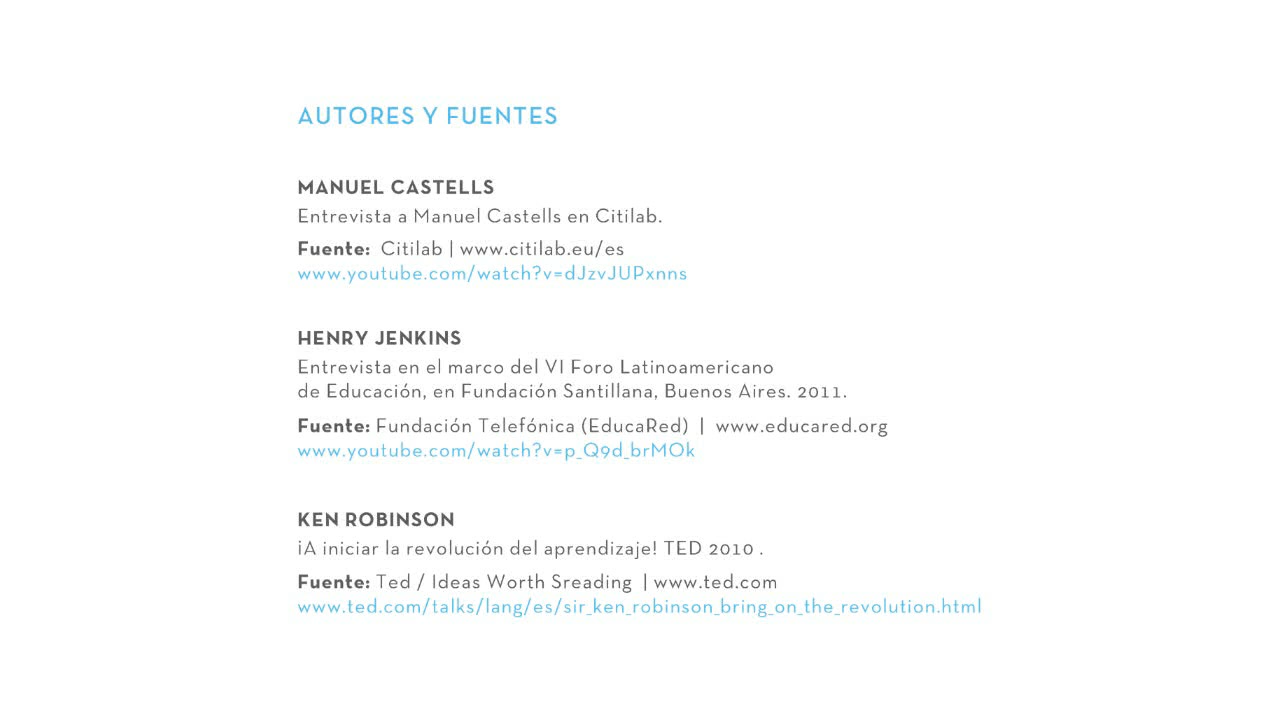 AUTORES Y FUENTES
MANUEL CASTELLS
Entrevista a Manuel Castells en Citilab.
Fuente: Citilab | www.citilab.eu/es
www.youtube.com/watch?v=dJzvJUPxnns
HENRY JENKINS
Entrevista en el marco del VI Foro Latinoamericano
de Educación, en Fundación Santillana, Buenos Aires. 2011.
Fuente: Fundación Telefónica (EducaRed) | www.educared.org
www.youtube.com/watch?v=p_Q9d_brMOk
KEN ROBINSON
¡A iniciar la revolución del aprendizaje! TED 2010 .
Fuente: Ted / Ideas Worth Sreading | www.ted.com
www.ted.com/talks/lang/es/sir_ken_robinson_bring_on_the_revolution.html